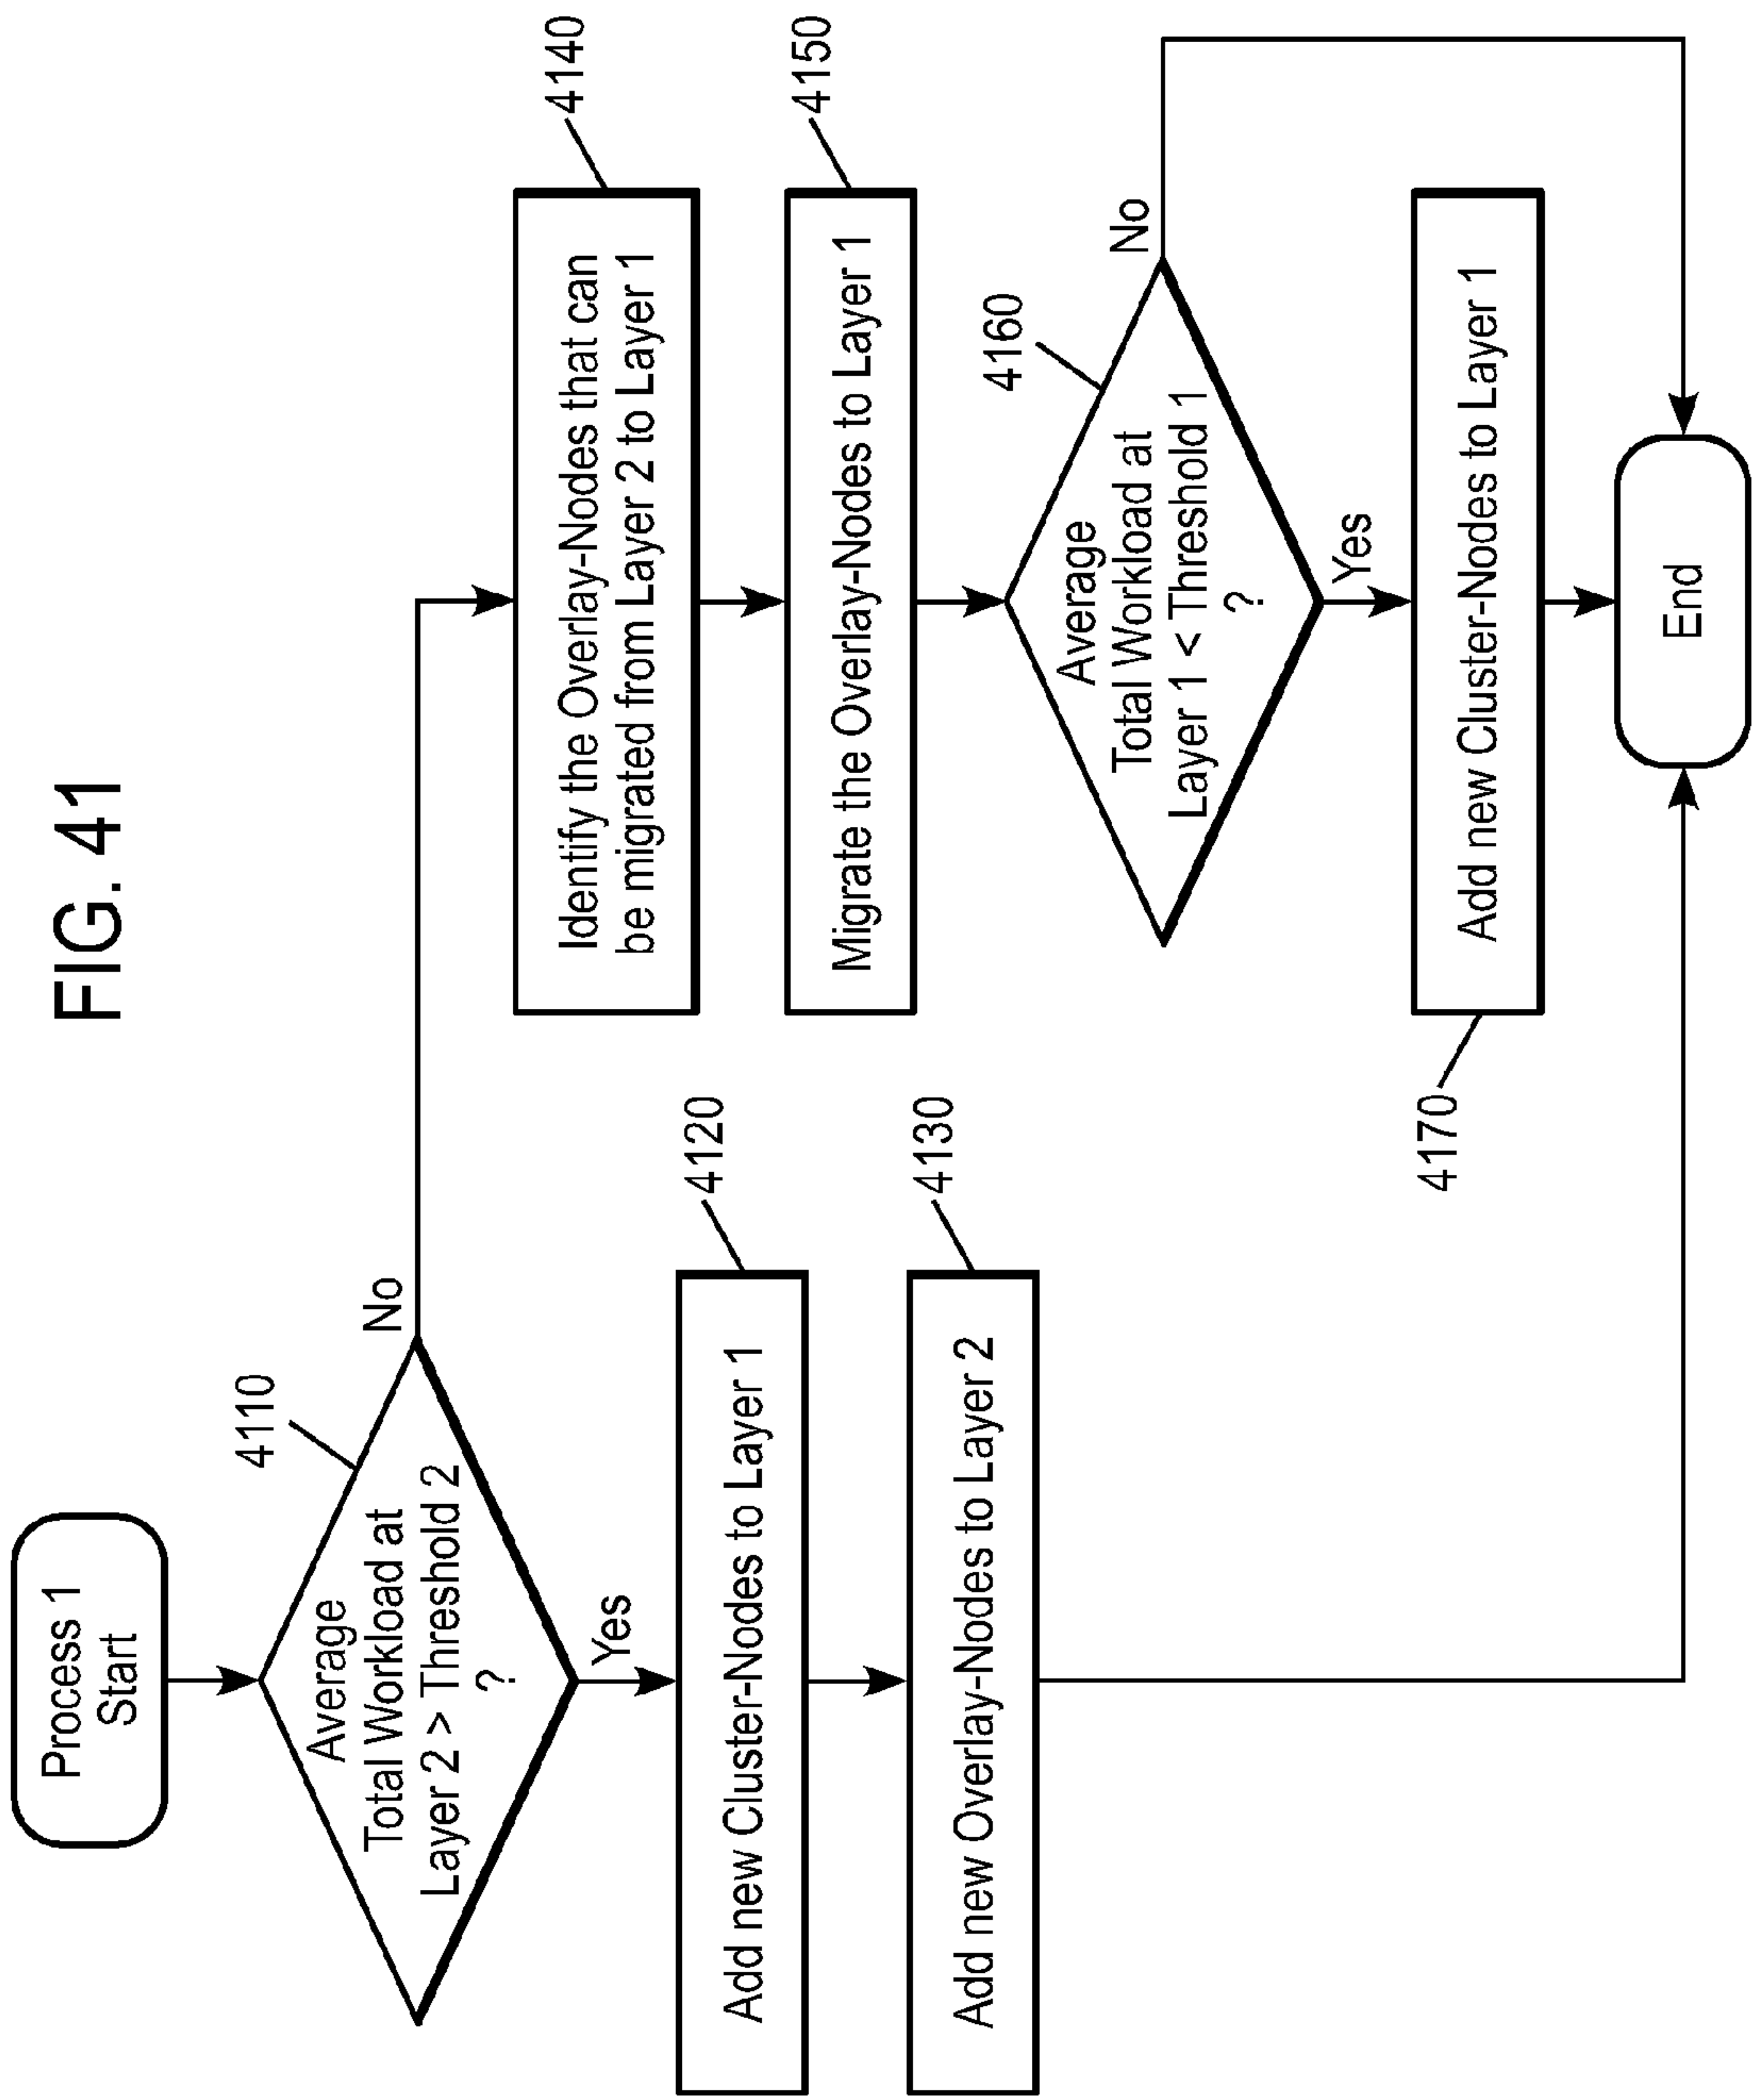 FIG. 41
Process 1
Start
4110
Average
Total Workload at
Layer 2 > Threshold 2
?
No
Yes
4120
Add new Cluster-Nodes to Layer 1
4130
Add new Overlay-Nodes to Layer 2
4140
Identify the Overlay-Nodes that can
be migrated from Layer 2 to Layer 1
4150
Migrate the Overlay-Nodes to Layer 1
4160
Average
Total Workload at
Layer 1 < Threshold 1
?
No
Yes
4170
Add new Cluster-Nodes to Layer 1
End